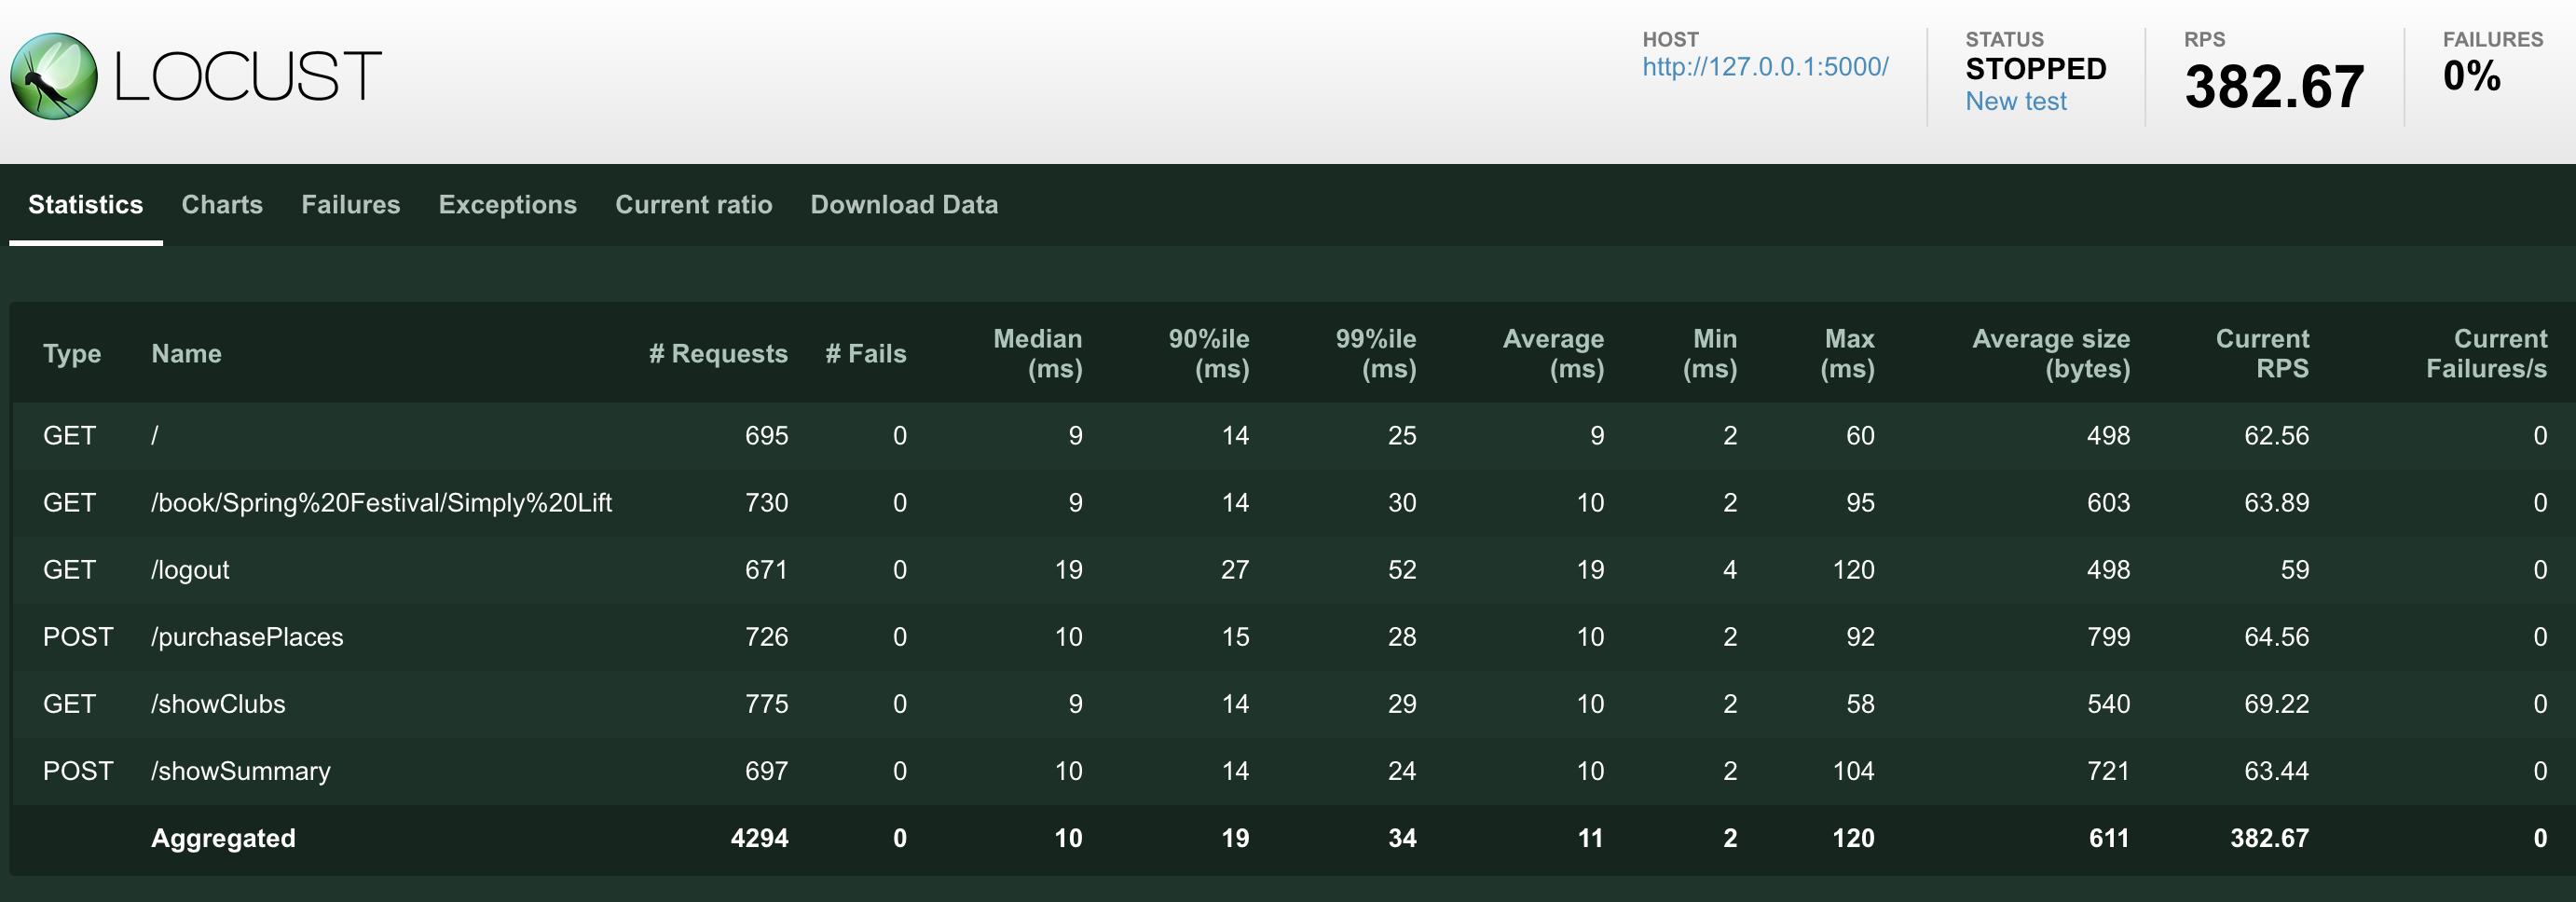 LOCUST
HOST
http://127.0.0.1:5000/
STATUS
STOPPED
New test
RPS
382.67
FAILURES
0%
Statistics Charts Failures Exceptions Current ratio Download Data
Type Name # Requests # Fails Median (ms) 90%ile (ms) 99%ile (ms) Average (ms) Min (ms) Max (ms) Average size (bytes) Current RPS Current Failures/s
GET / 695 0 9 14 25 9 2 60 498 62.56 0
GET /book/Spring%20Festival/Simply%20Lift 730 0 9 14 30 10 2 95 603 63.89 0
GET /logout 671 0 19 27 52 19 4 120 498 59 0
POST /purchasePlaces 726 0 10 15 28 10 2 92 799 64.56 0
GET /showClubs 775 0 9 14 29 10 2 58 540 69.22 0
POST /showSummary 697 0 10 14 24 10 2 104 721 63.44 0
Aggregated 4294 0 10 19 34 11 2 120 611 382.67 0